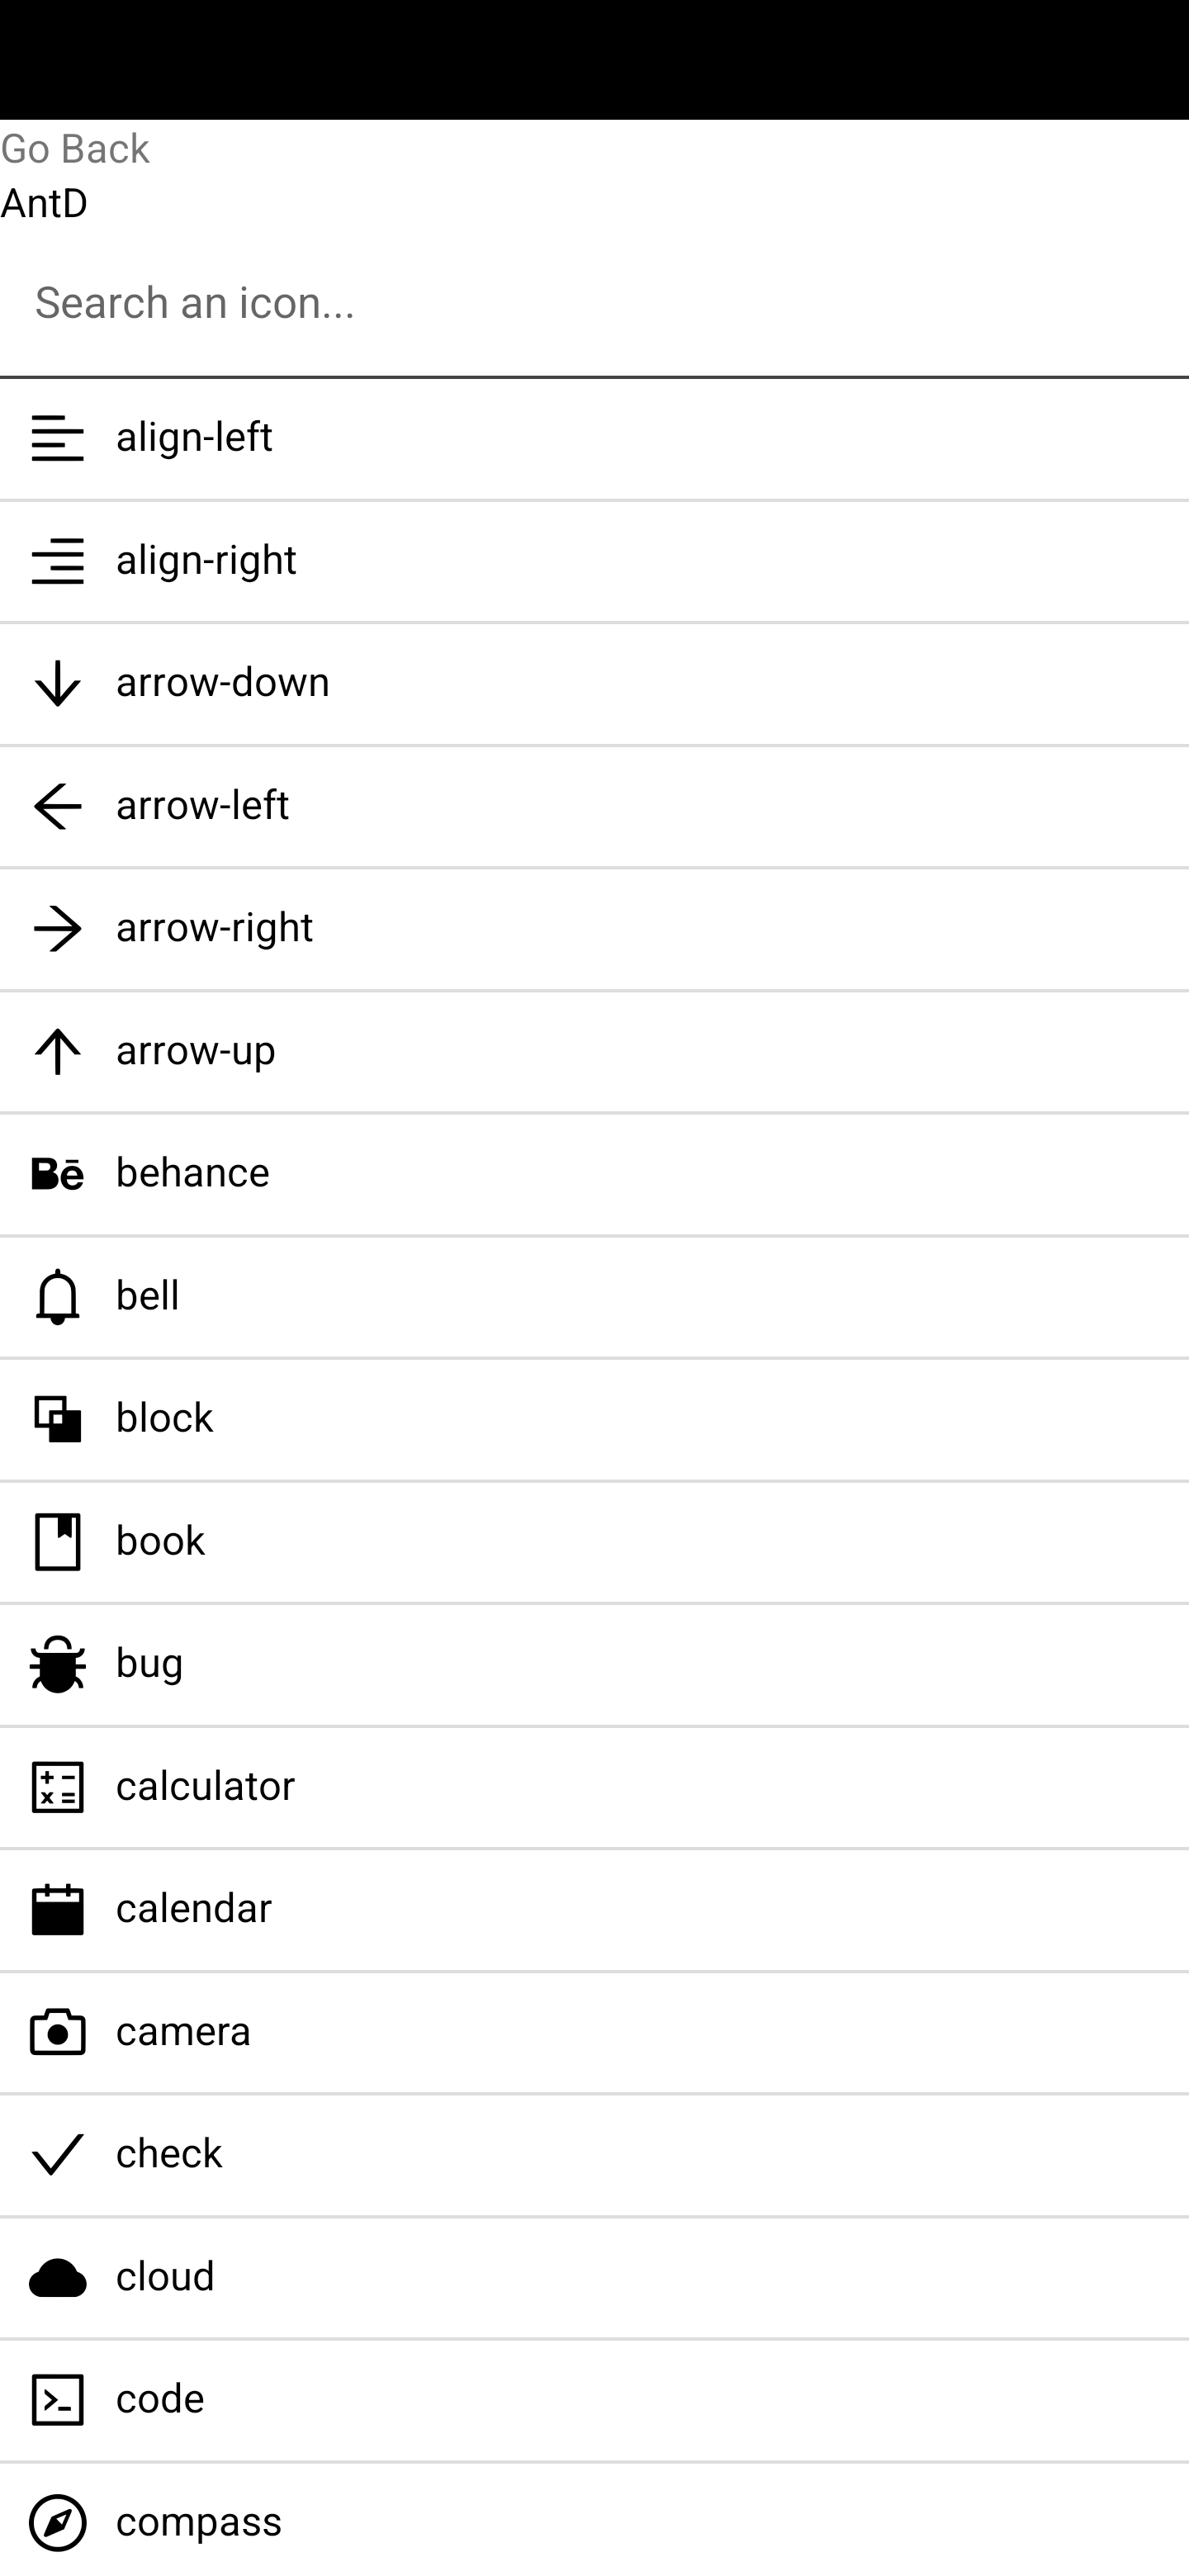 Go Back
AntD
Search an icon...
align-left
align-right
arrow-down
arrow-left
arrow-right
arrow-up
behance
bell
block
book
bug
calculator
calendar
camera
check
cloud
code
compass